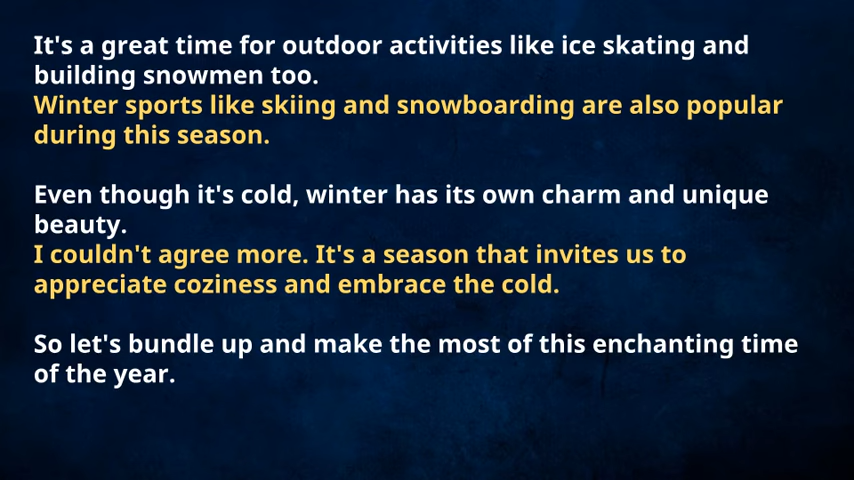 It's a great time for outdoor activities like ice skating and
building snowmen too.
Winter sports like skiing and snowboarding are also popular
during this season.
Even though it's cold, winter has its own charm and unique
beauty.
I couldn't agree more. It's a season that invites us to
appreciate coziness and embrace the cold.
So let's bundle up and make the most of this enchanting time
of the year.